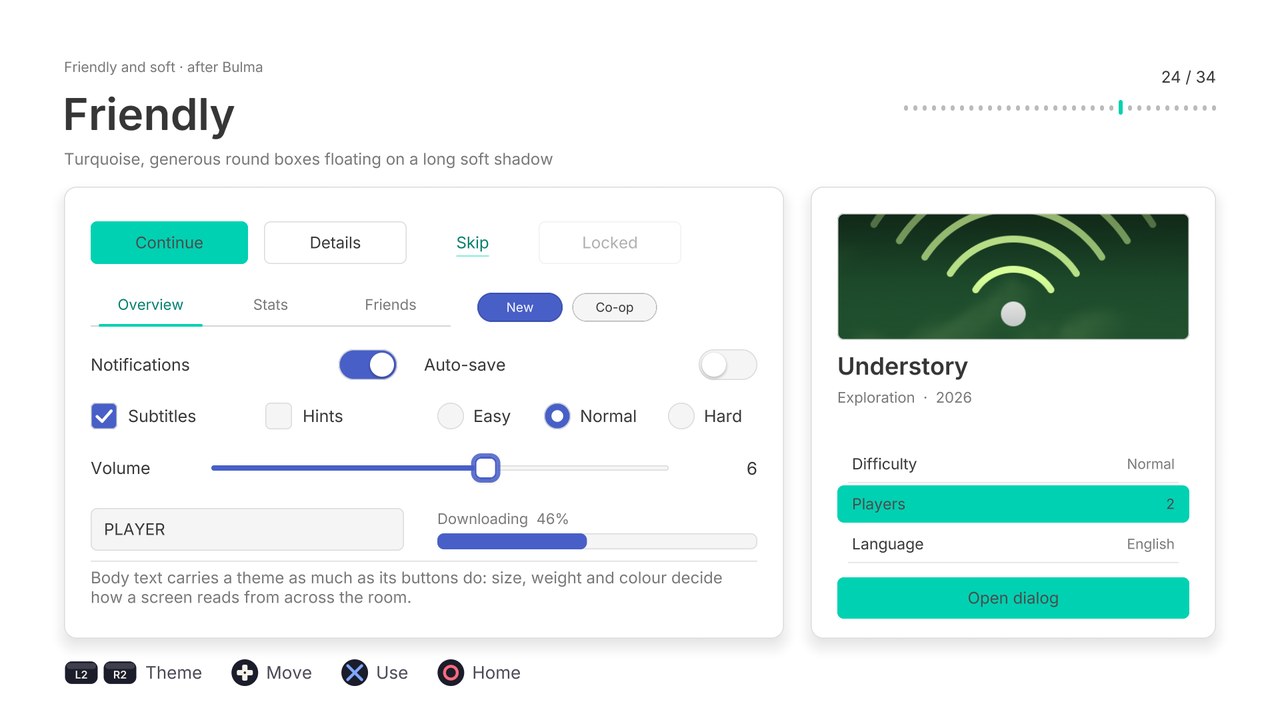 Friendly and soft · after Bulma
24 / 34
Friendly
Turquoise, generous round boxes floating on a long soft shadow
Continue
Details
Skip
Locked
Overview
Stats
Friends
New
Co-op
Notifications
Auto-save
Subtitles
Hints
Easy
Normal
Hard
Volume
6
PLAYER
Downloading 46%
Body text carries a theme as much as its buttons do: size, weight and colour decide
how a screen reads from across the room.
Understory
Exploration · 2026
Difficulty
Normal
Players
2
Language
English
Open dialog
L2
R2
Theme
Move
Use
Home